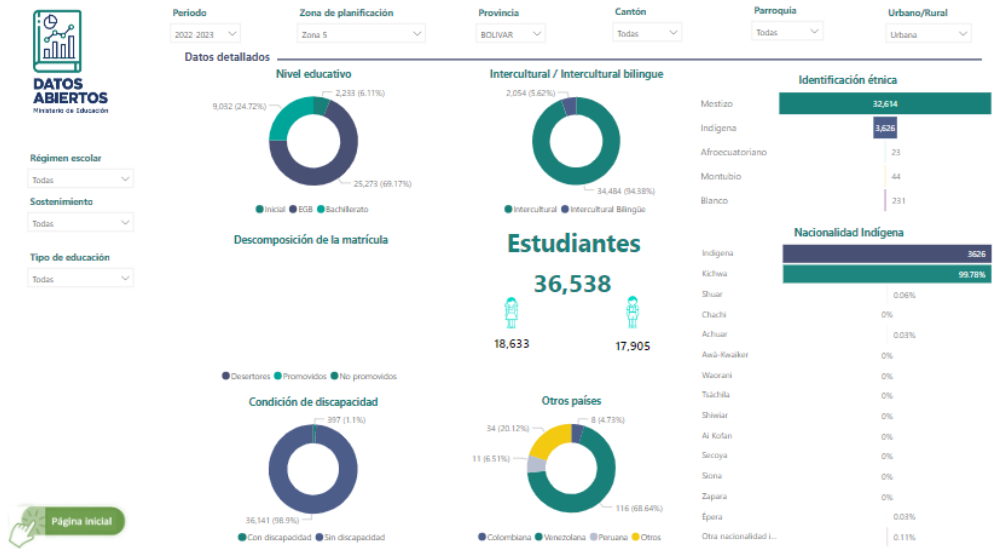 Periodo
Zona de planificación
Provincia
Cantón
Parroquia
Urbano/Rural
2022-2023
Zona 5
BOLIVAR
Todas
Todas
Urbana
DATOS
ABIERTOS
Ministerio de Educación
Régimen escolar
Todas
Sostenimiento
Todas
Tipo de educación
Todas
Datos detallados
Nivel educativo
2,233 (6.11%)
9,032 (24.72%)
25,273 (69.17%)
Inicial EGB Bachillerato
Intercultural / Intercultural bilingue
2,054 (5.62%)
34,484 (94.38%)
Intercultural Intercultural Bilingüe
Identificación étnica
Mestizo 32,614
Indígena 3,626
Afroecuatoriano 23
Montubio 44
Blanco 231
Descomposición de la matrícula
Desertores Promovidos No promovidos
Estudiantes
36,538
18,633
17,905
Nacionalidad Indígena
Indigena 3626
Kichwa 99.78%
Shuar 0.06%
Chachi 0%
Achuar 0.03%
Awá-Kwaiker 0%
Waorani 0%
Tsáchila 0%
Shiwiar 0%
Ai Kofan 0%
Secoya 0%
Siona 0%
Zapara 0%
Épera 0.03%
Otra nacionalidad i... 0.11%
Condición de discapacidad
397 (1.1%)
36,141 (98.9%)
Con discapacidad Sin discapacidad
Otros países
8 (4.73%)
34 (20.12%)
11 (6.51%)
116 (68.64%)
Colombiana Venezolana Peruana Otros
Página inicial